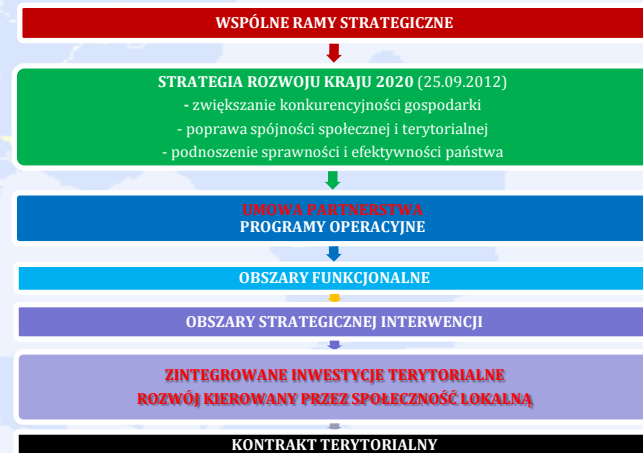 WSPÓLNE RAMY STRATEGICZNE
STRATEGIA ROZWOJU KRAJU 2020 (25.09.2012)
- zwiększanie konkurencyjności gospodarki
- poprawa spójności społecznej i terytorialnej
- podnoszenie sprawności i efektywności państwa
UMOWA PARTNERSTWA
PROGRAMY OPERACYJNE
OBSZARY FUNKCJONALNE
OBSZARY STRATEGICZNEJ INTERWENCJI
ZINTEGROWANE INWESTYCJE TERYTORIALNE
ROZWÓJ KIEROWANY PRZEZ SPOŁECZNOŚĆ LOKALNĄ
KONTRAKT TERYTORIALNY